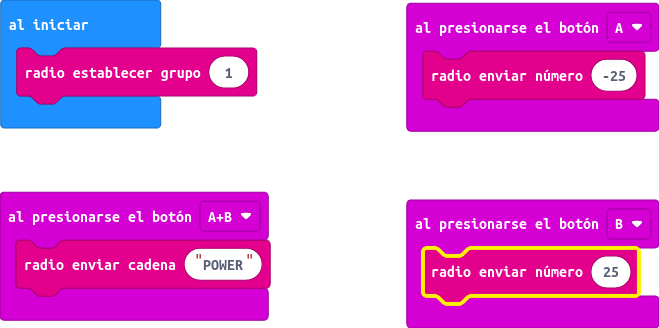 al iniciar
radio establecer grupo 1
al presionarse el botón A
radio enviar número -25
al presionarse el botón A+B
radio enviar cadena "POWER"
al presionarse el botón B
radio enviar número 25